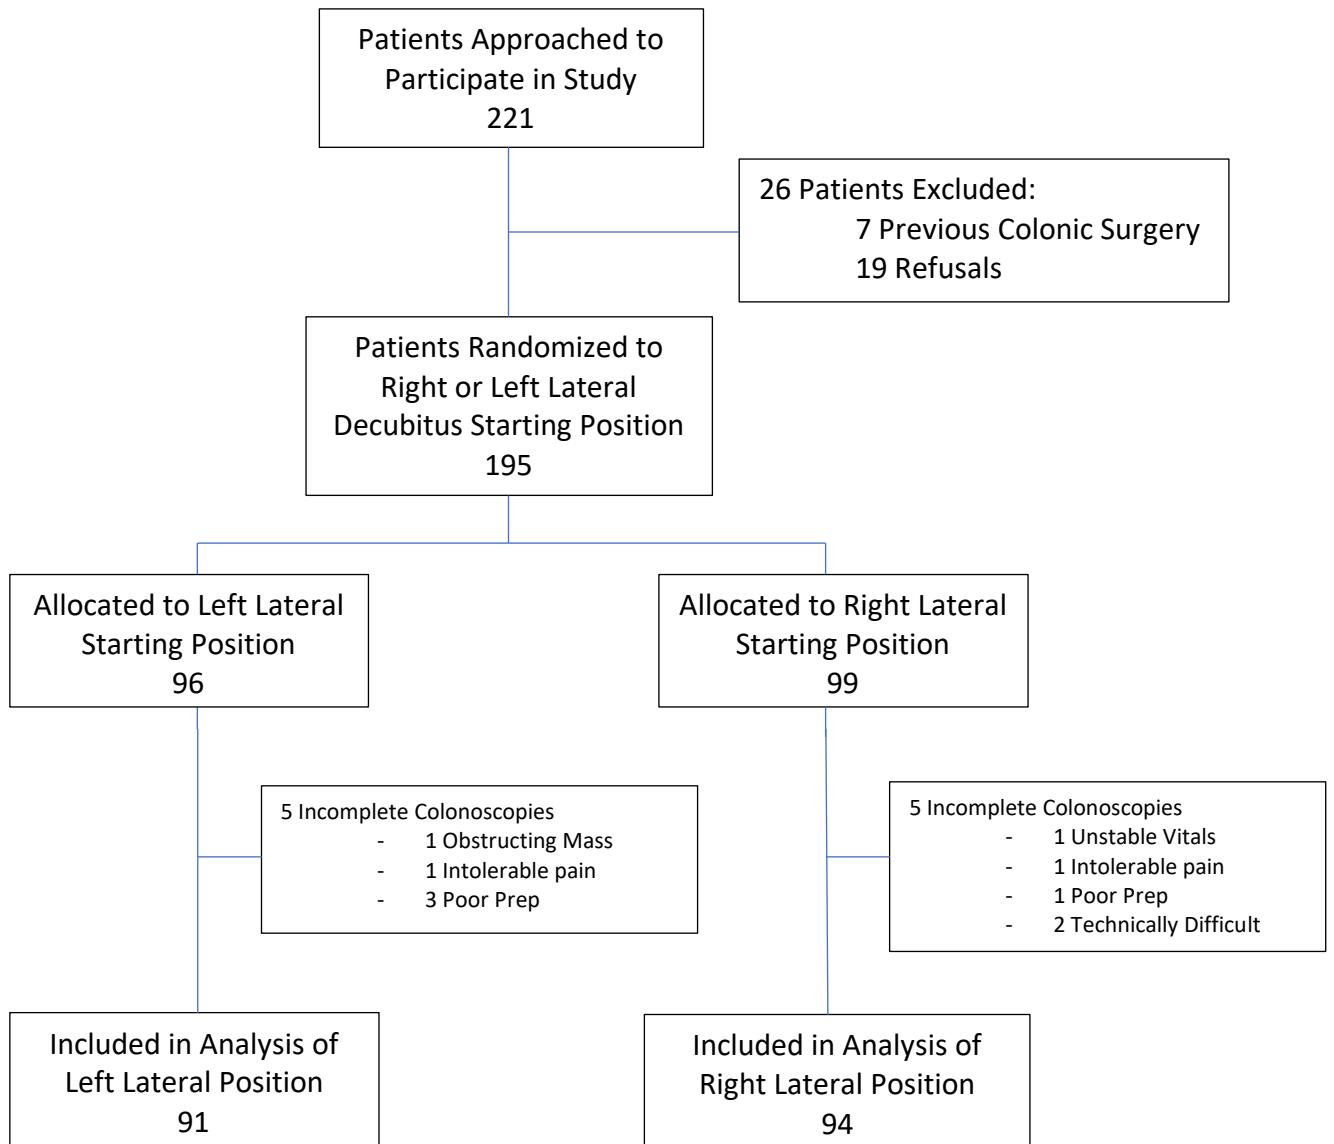 Patients Approached to
Participate in Study
221
26 Patients Excluded:
7 Previous Colonic Surgery
19 Refusals
Patients Randomized to
Right or Left Lateral
Decubitus Starting Position
195
Allocated to Left Lateral
Starting Position
96
Allocated to Right Lateral
Starting Position
99
5 Incomplete Colonoscopies
- 1 Obstructing Mass
- 1 Intolerable pain
- 3 Poor Prep
5 Incomplete Colonoscopies
- 1 Unstable Vitals
- 1 Intolerable pain
- 1 Poor Prep
- 2 Technically Difficult
Included in Analysis of
Left Lateral Position
91
Included in Analysis of
Right Lateral Position
94